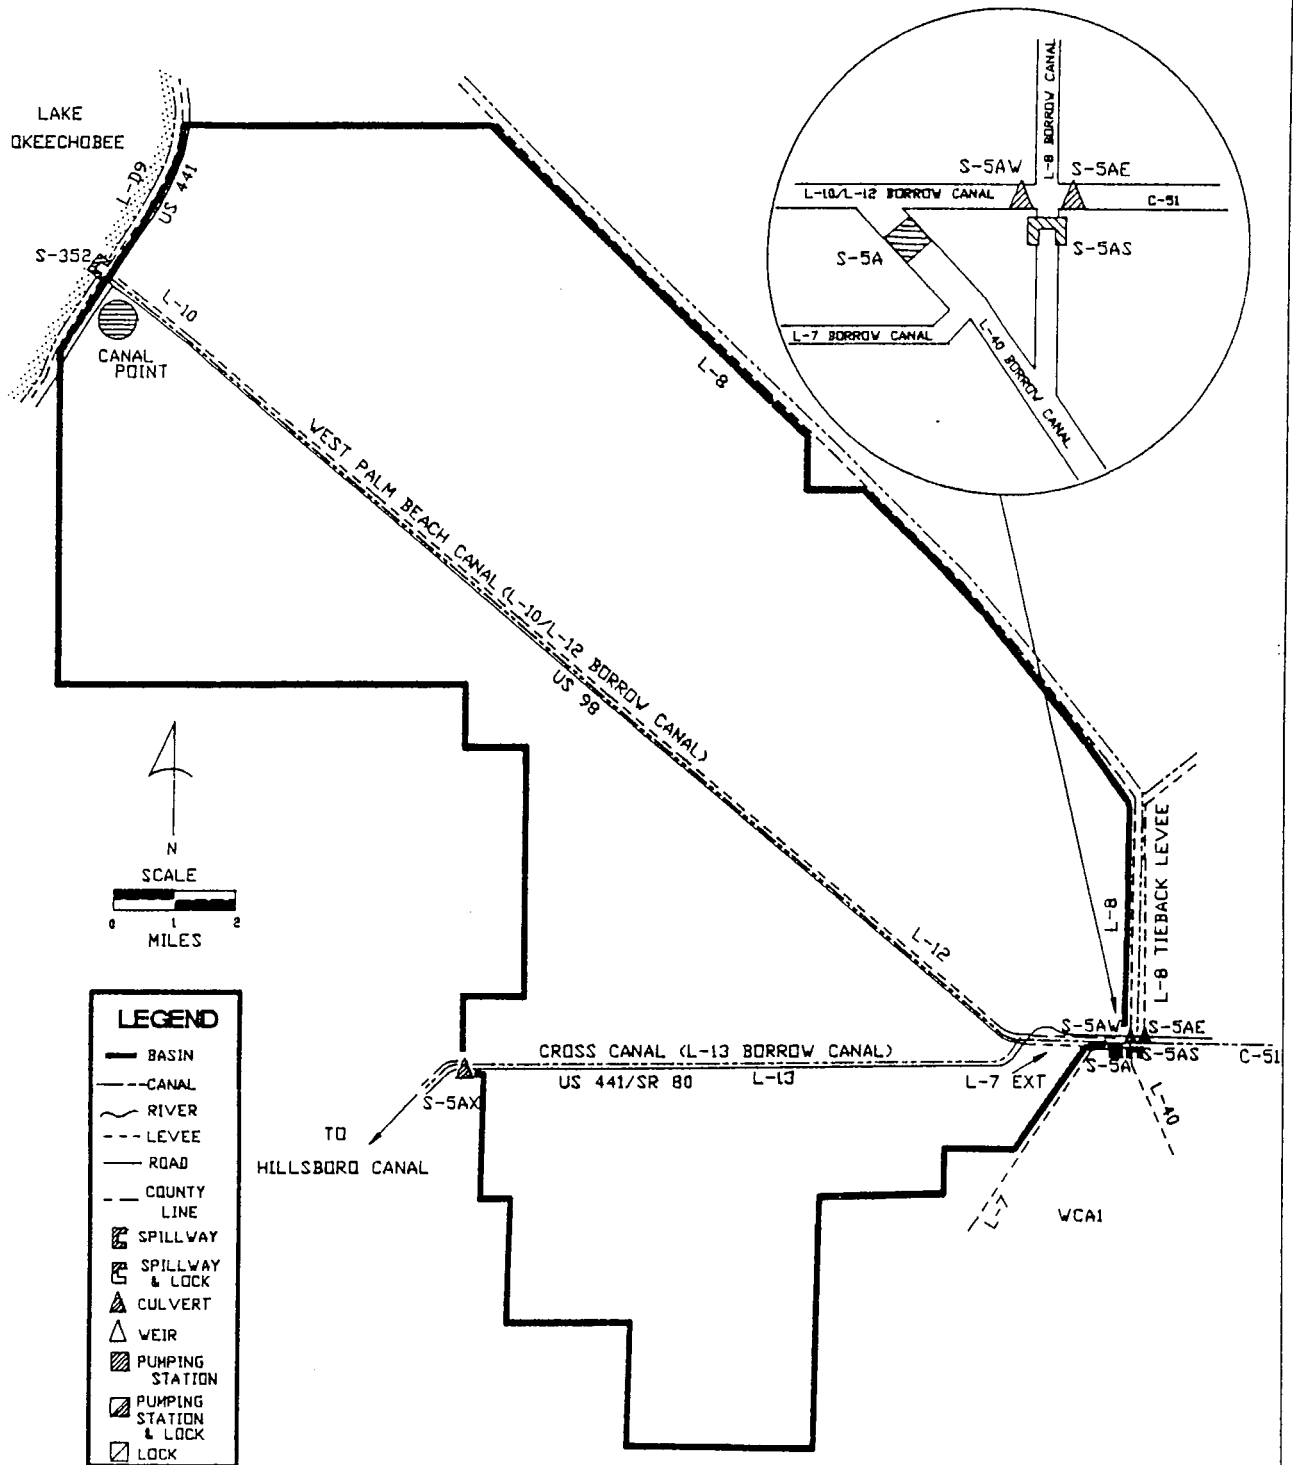 LAKE
OKEECHOBEE
L-D9
US 441
S-352
L-10
CANAL
POINT
L-8
WEST PALM BEACH CANAL (L-10/L-12 BORROW CANAL)
US 98
L-12
L-8 BORROW CANAL
S-5AW
S-5AE
L-10/L-12 BORROW CANAL
C-51
S-5A
S-5AS
L-7 BORROW CANAL
L-40 BORROW CANAL
N
SCALE
0 1 2
MILES
L-8
L-8 TIEBACK LEVEE
S-5AW
S-5AE
S-5AS
S-5A
C-51
CROSS CANAL (L-13 BORROW CANAL)
US 441/SR 80
L-13
L-7 EXT
L-40
S-5AX
TO
HILLSBORO CANAL
L-7
WCA1
LEGEND
BASIN
CANAL
RIVER
LEVEE
ROAD
COUNTY
LINE
SPILLWAY
SPILLWAY
& LOCK
CULVERT
WEIR
PUMPING
STATION
PUMPING
STATION
& LOCK
LOCK